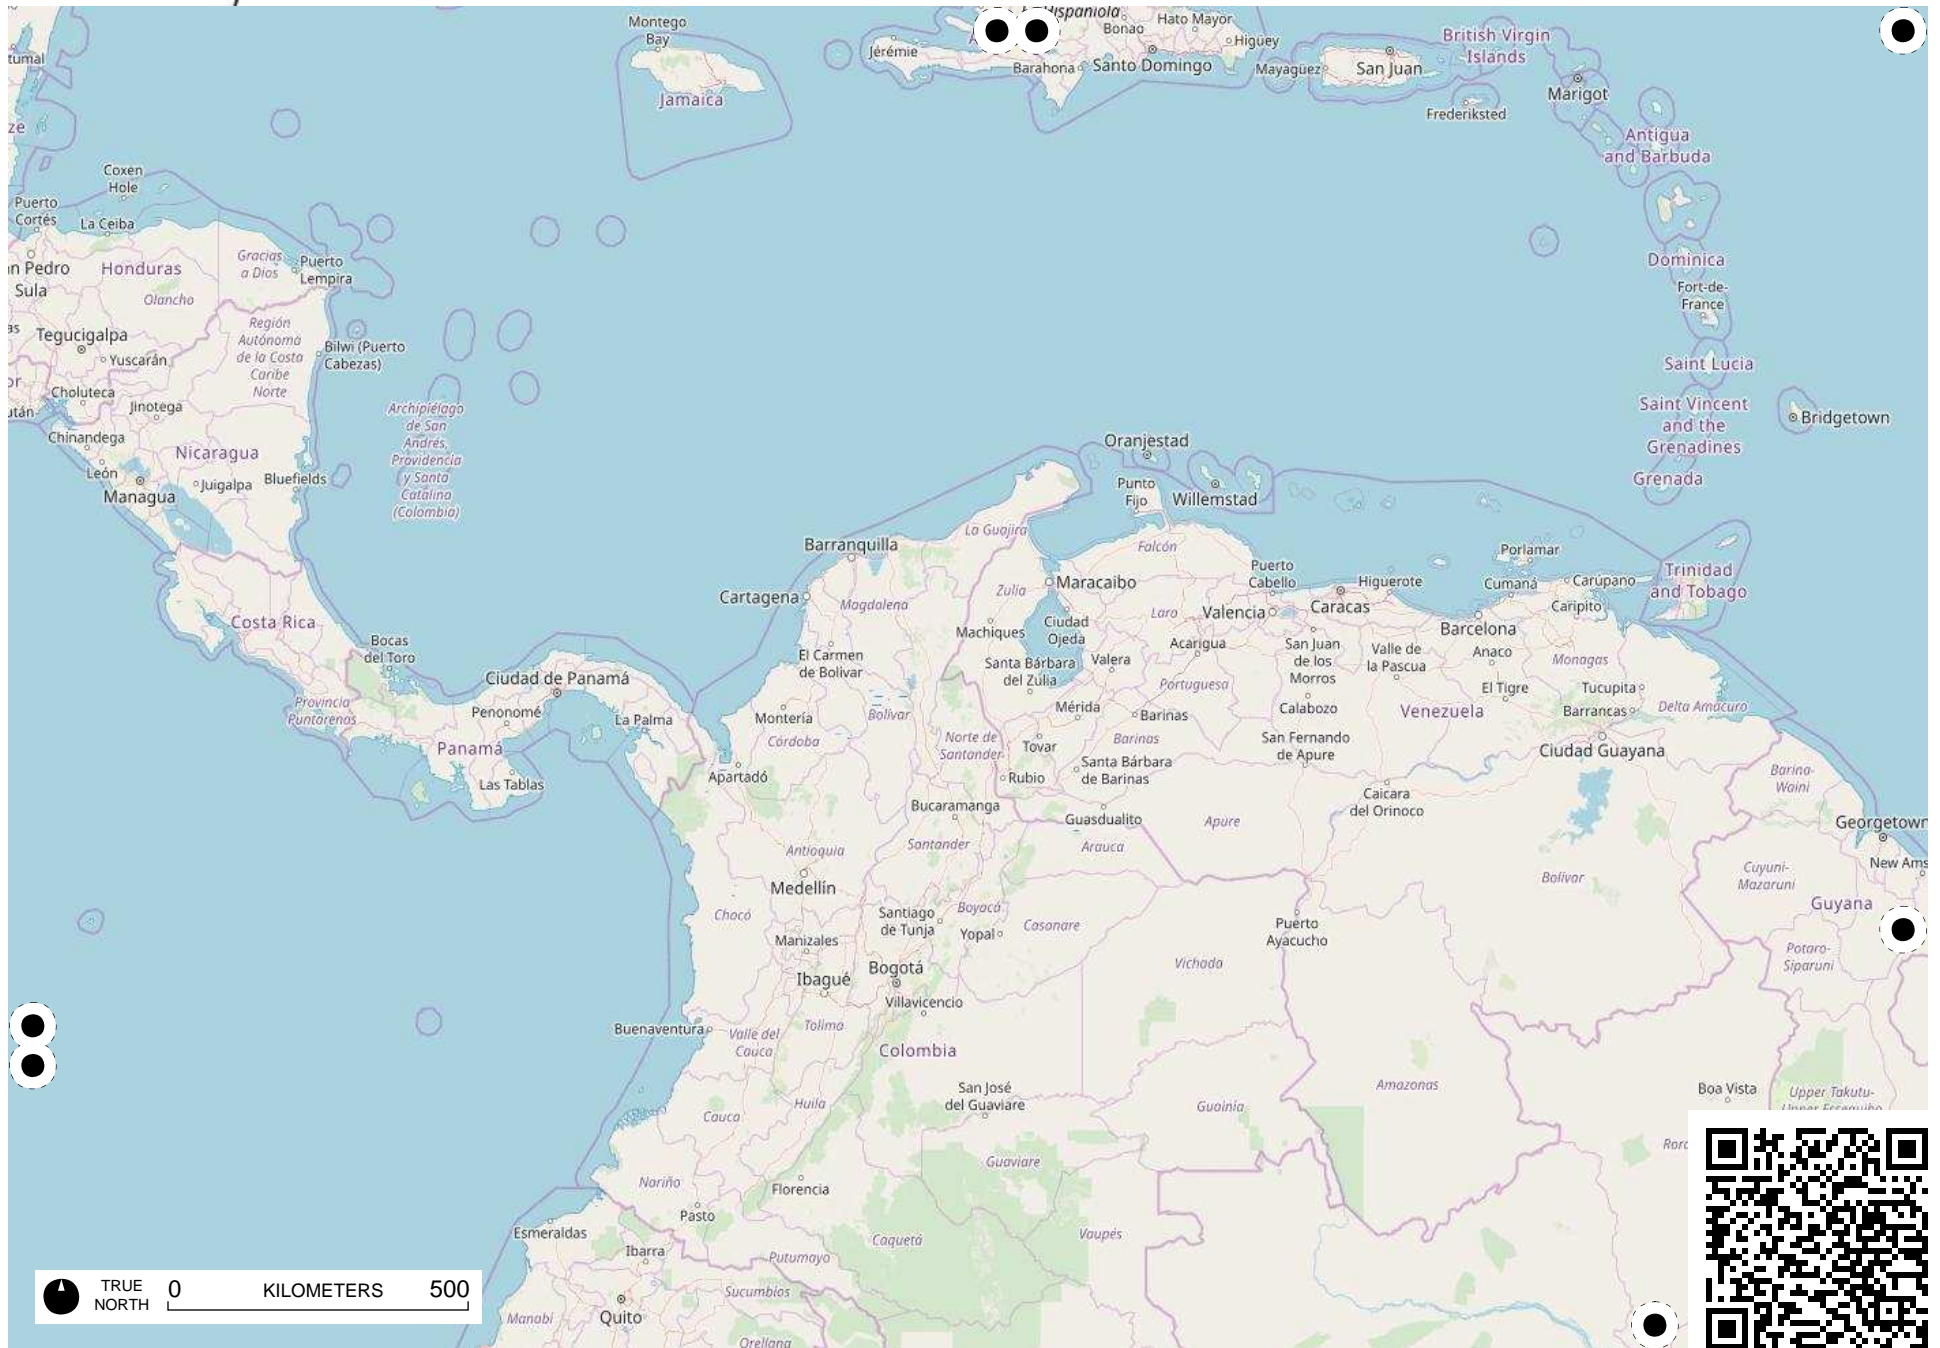 Hispaniola
Montego
Bay
Jérémie
Bonao
Hato Mayor
Higüey
Barahona
Santo Domingo
Mayagüez
San Juan
British Virgin
Islands
Jamaica
Marigot
Frederiksted
Antigua
and Barbuda
Coxen
Hole
Puerto
Cortés
La Ceiba
Gracias
a Dios
Puerto
Lempira
n Pedro
Sula
Honduras
Olancho
Dominica
Fort-de-
France
Tegucigalpa
Yuscarán
Región
Autónoma
de la Costa
Caribe
Norte
Bilwi (Puerto
Cabezas)
Saint Lucia
Choluteca
Jinotega
Archipiélago
de San
Andrés,
Providencia
y Santa
Catalina
(Colombia)
Saint Vincent
and the
Grenadines
Bridgetown
Grenada
Chinandega
Nicaragua
León
Managua
Juigalpa
Bluefields
Oranjestad
Punto
Fijo
Willemstad
La Guajira
Falcón
Barranquilla
Porlamar
Trinidad
and Tobago
Cartagena
Magdalena
Zulia
Maracaibo
Puerto
Cabello
Higuerote
Cumaná
Carúpano
Caripito
Lara
Valencia
Caracas
Barcelona
Costa Rica
Machiques
Ciudad
Ojeda
Acarigua
San Juan
de los
Morros
Valle de
la Pascua
Anaco
Monagas
Bocas
del Toro
El Carmen
de Bolívar
Santa Bárbara
del Zulia
Valera
Portuguesa
El Tigre
Tucupita
Ciudad de Panamá
Provincia
Puntarenas
Penonomé
La Palma
Montería
Bolívar
Mérida
Barinas
Calabozo
Venezuela
Barrancas
Delta Amacuro
Panamá
Córdoba
Norte de
Santander
Tovar
Barinas
San Fernando
de Apure
Ciudad Guayana
Las Tablas
Apartadó
Rubio
Santa Bárbara
de Barinas
Barina-
Waini
Bucaramanga
Guasdualito
Apure
Caicara
del Orinoco
Georgetown
Antioquia
Santander
Arauca
New Ams
Medellín
Bolívar
Cuyuni-
Mazaruni
Guyana
Chocó
Santiago
de Tunja
Boyacá
Yopal
Casanare
Puerto
Ayacucho
Manizales
Ibagué
Bogotá
Vichada
Potaro-
Siparuni
Villavicencio
Buenaventura
Valle del
Cauca
Tolima
Colombia
San José
del Guaviare
Amazonas
Boa Vista
Upper Takutu-
Upper Essequibo
Cauca
Huila
Guainía
Guaviare
Nariño
Florencia
Pasto
Esmeraldas
Ibarra
Caquetá
Vaupés
Putumayo
Sucumbios
Manabí
Quito
Orellana
TRUE
NORTH
0 KILOMETERS 500